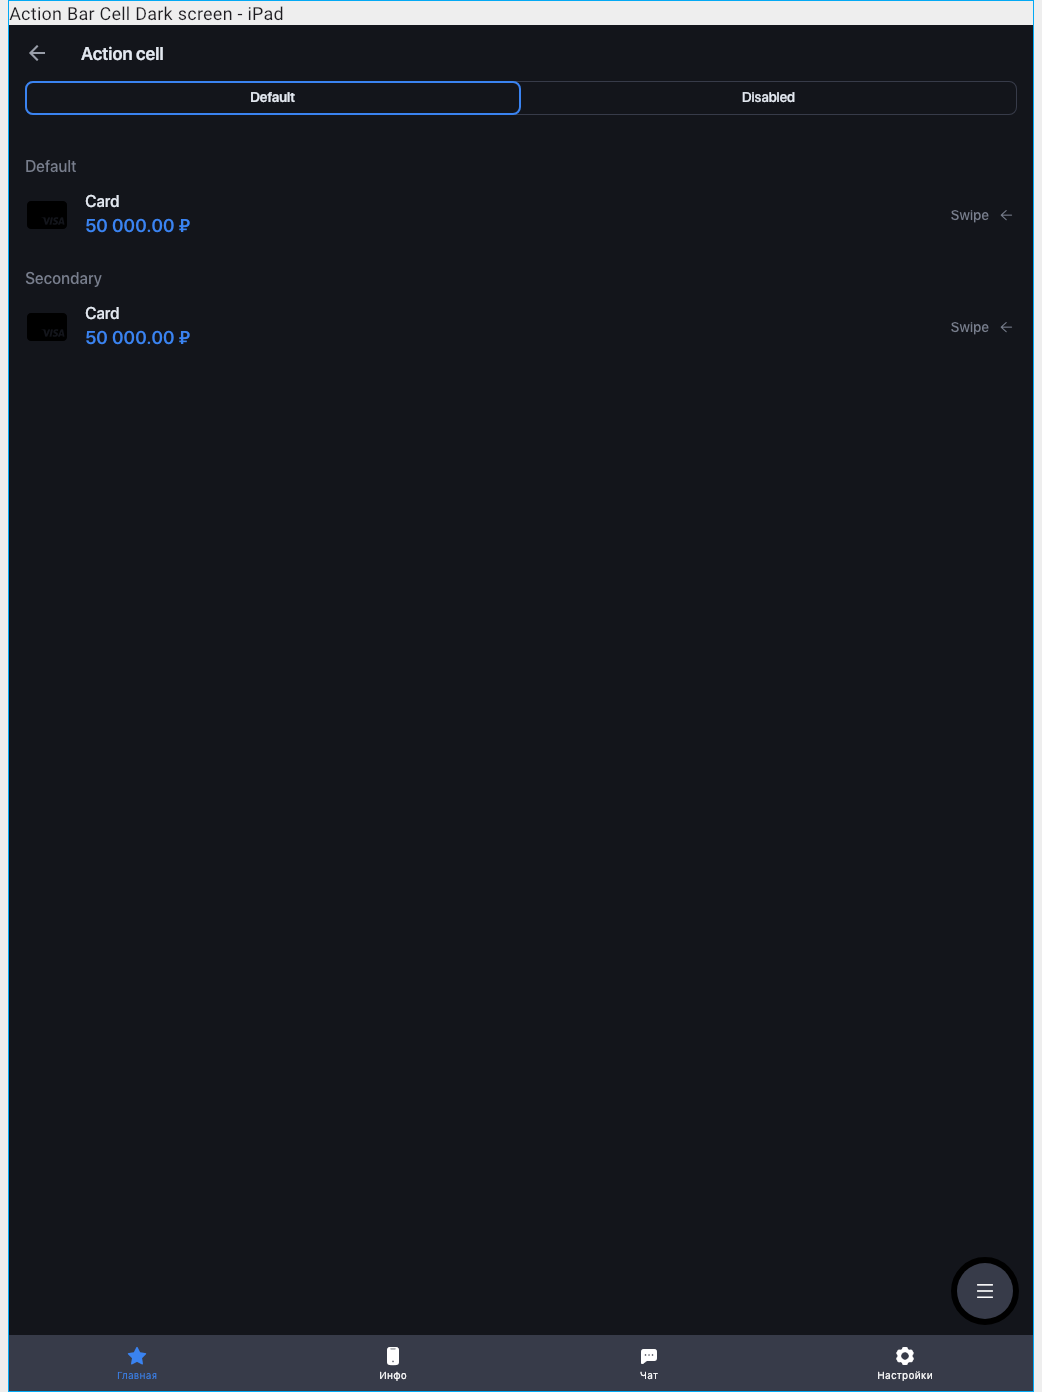 Action Bar Cell Dark screen - iPad
Action cell
Default
Disabled
Default
Card
50 000.00 ₽
VISA
Swipe
Secondary
Card
50 000.00 ₽
VISA
Swipe
Главная
Инфо
Чат
Настройки